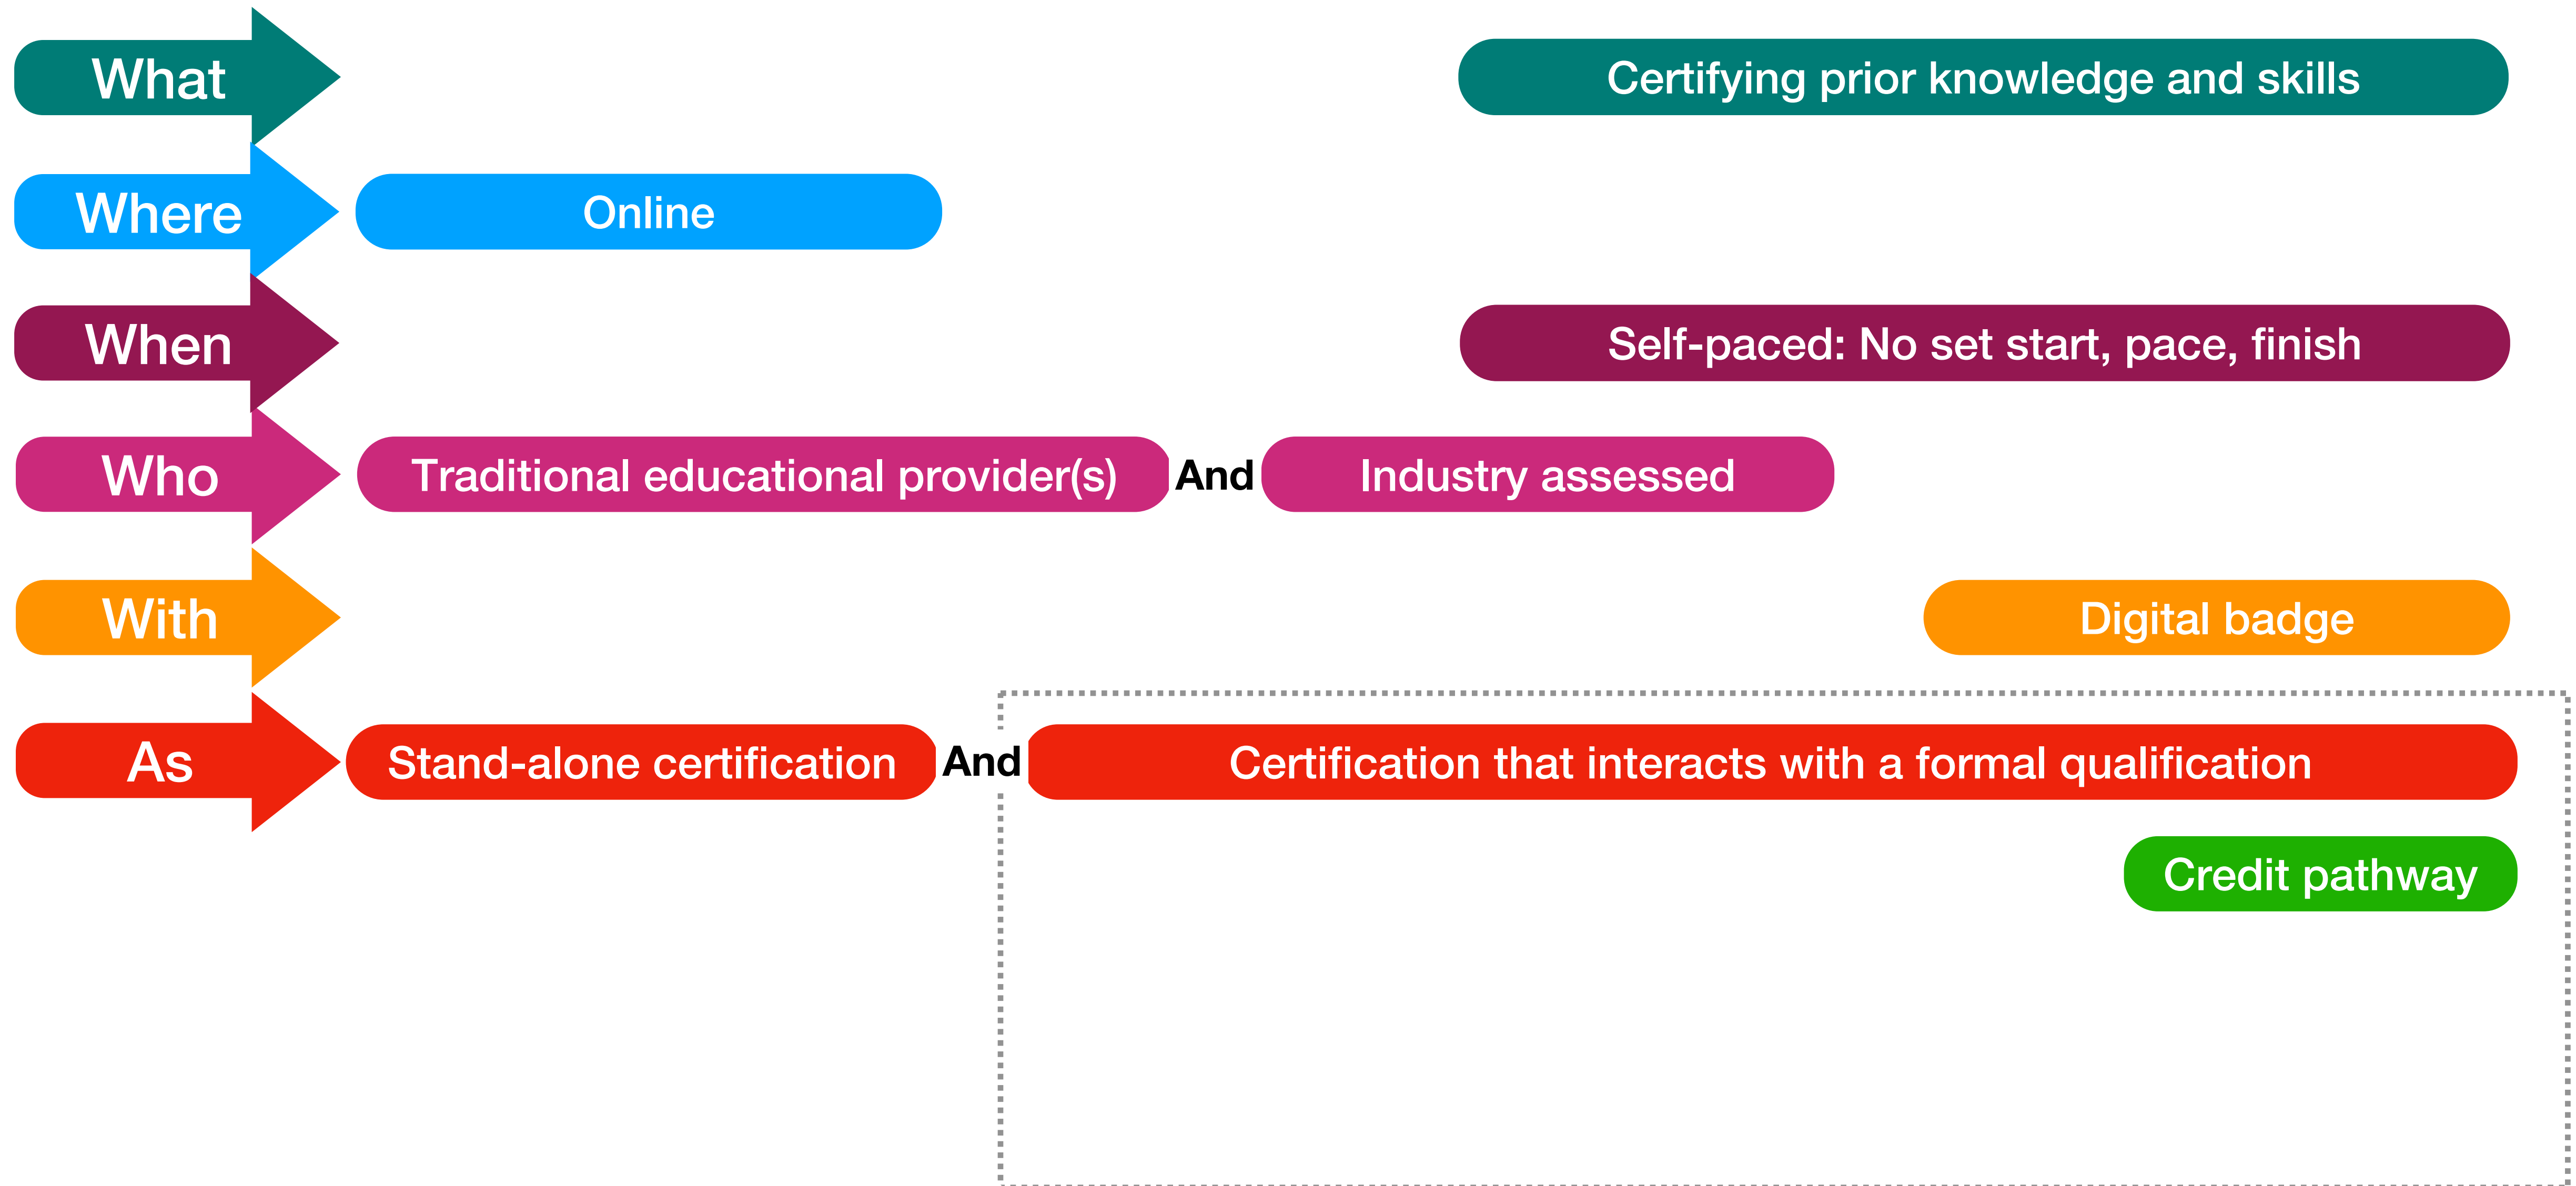 What
Certifying prior knowledge and skills
Where
Online
When
Self-paced: No set start, pace, finish
Who
Traditional educational provider(s) And Industry assessed
With
Digital badge
As
Stand-alone certification And Certification that interacts with a formal qualification
Credit pathway